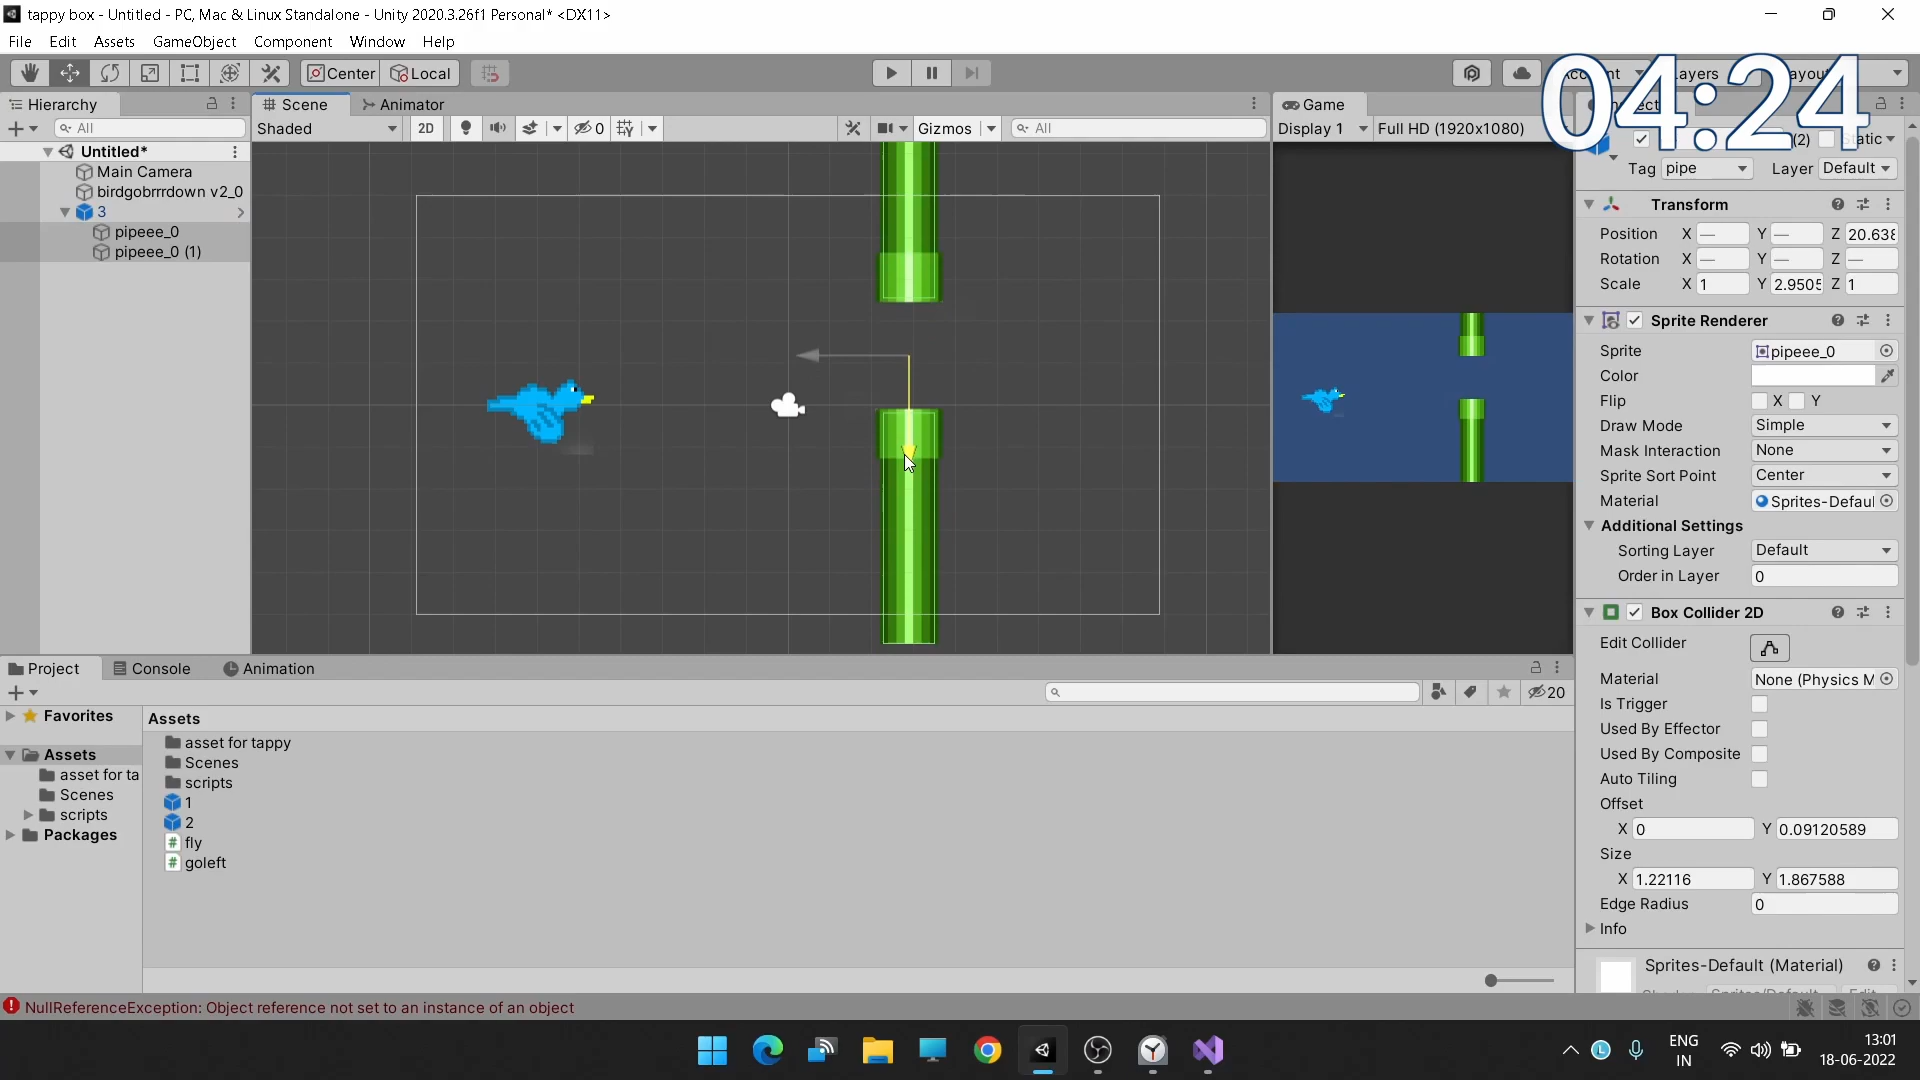 tappy box - Untitled - PC, Mac & Linux Standalone - Unity 2020.3.26f1 Personal* <DX11>
File Edit Assets GameObject Component Window Help
Center Local
04:24
Hierarchy
All
Untitled*
Main Camera
birdgobrrrdown v2_0
3
pipeee_0
pipeee_0 (1)
Scene Animator
Shaded 2D 0 Gizmos All
Game
Display 1 Full HD (1920x1080)
(2) Static
Tag pipe Layer Default
Transform
Position X — Y — Z 20.638
Rotation X — Y — Z —
Scale X 1 Y 2.9505 Z 1
Sprite Renderer
Sprite pipeee_0
Color
Flip X Y
Draw Mode Simple
Mask Interaction None
Sprite Sort Point Center
Material Sprites-Defaul
Additional Settings
Sorting Layer Default
Order in Layer 0
Box Collider 2D
Edit Collider
Material None (Physics M
Is Trigger
Used By Effector
Used By Composite
Auto Tiling
Offset
X 0 Y 0.09120589
Size
X 1.22116 Y 1.867588
Edge Radius 0
Info
Sprites-Default (Material)
Project Console Animation
20
Favorites
Assets
asset for ta
Scenes
scripts
Packages
Assets
asset for tappy
Scenes
scripts
1
2
fly
goleft
NullReferenceException: Object reference not set to an instance of an object
ENG
IN
13:01
18-06-2022